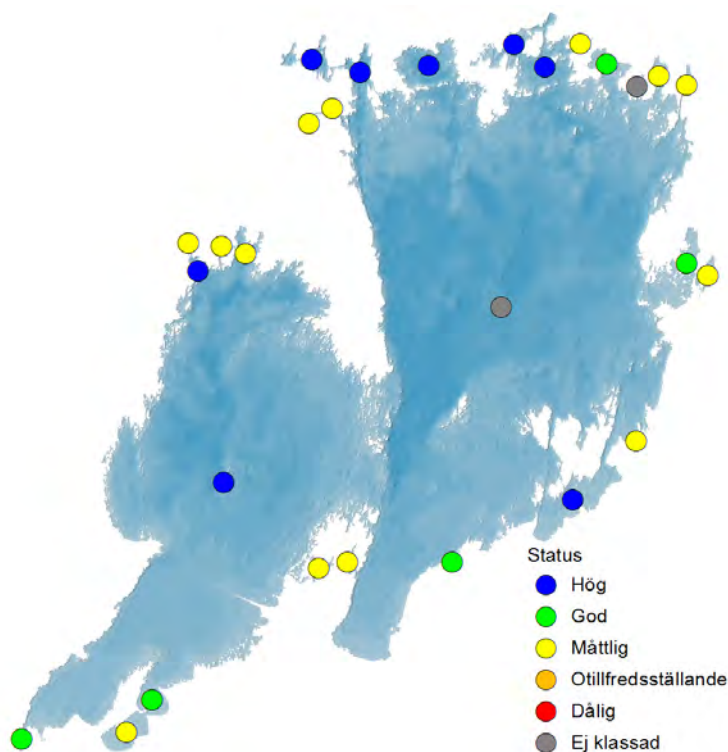 Status
Hög
God
Måttlig
Otillfredsställande
Dålig
Ej klassad